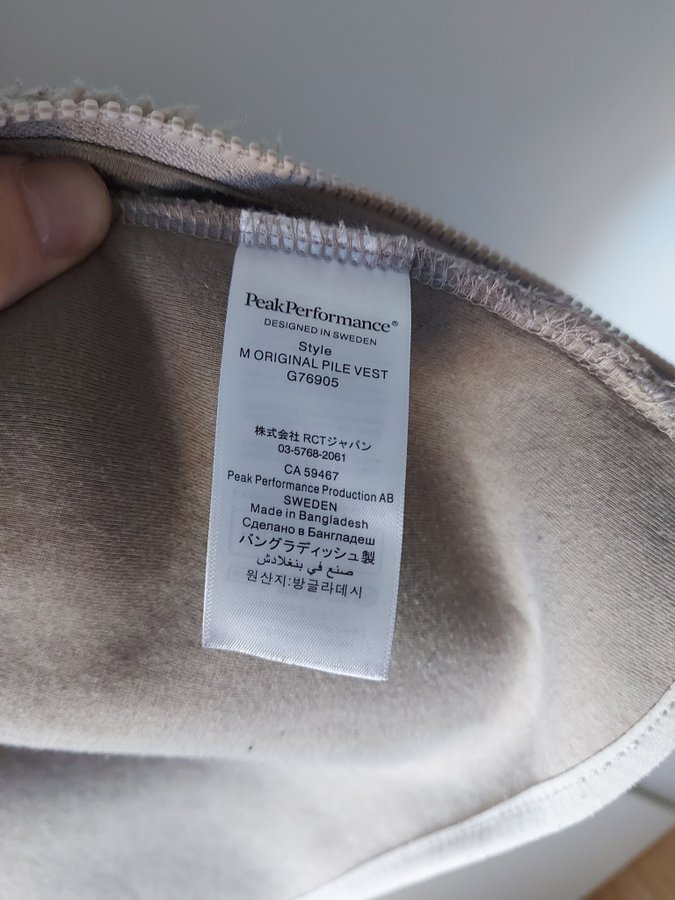 PeakPerformance®
DESIGNED IN SWEDEN
Style
M ORIGINAL PILE VEST
G76905
株式会社 RCTジャパン
03-5768-2061
CA 59467
Peak Performance Production AB
SWEDEN
Made in Bangladesh
Сделано в Бангладеш
バングラディッシュ製
صنع في بنغلادش
원산지:방글라데시